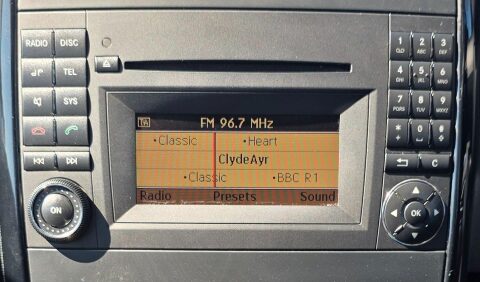 RADIO DISC
TEL
SYS
ON
TA FM 96.7 MHz
•Classic •Heart
ClydeAyr
•Classic •BBC R1
Radio Presets Sound
1 2 3
ABC DEF
4 5 6
GHI JKL MNO
7 8 9
PQRS TUV WXYZ
* 0 #
+
C
OK